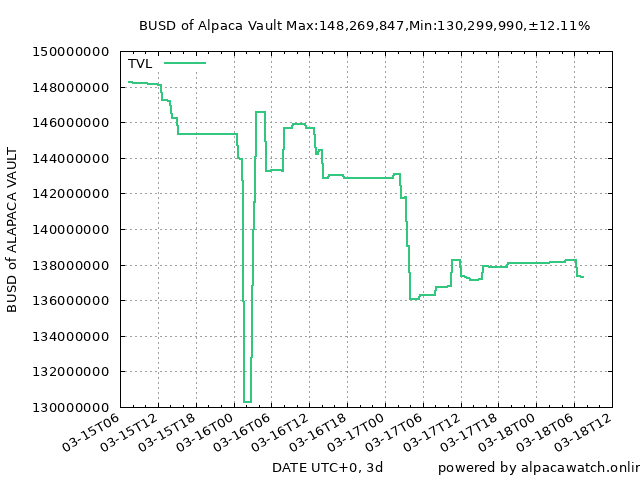 BUSD of Alpaca Vault Max:148,269,847,Min:130,299,990,±12.11%
TVL
BUSD of ALAPACA VAULT
150000000
148000000
146000000
144000000
142000000
140000000
138000000
136000000
134000000
132000000
130000000
03-15T06
03-15T12
03-15T18
03-16T00
03-16T06
03-16T12
03-16T18
03-17T00
03-17T06
03-17T12
03-17T18
03-18T00
03-18T06
03-18T12
DATE UTC+0, 3d
powered by alpacawatch.onlin